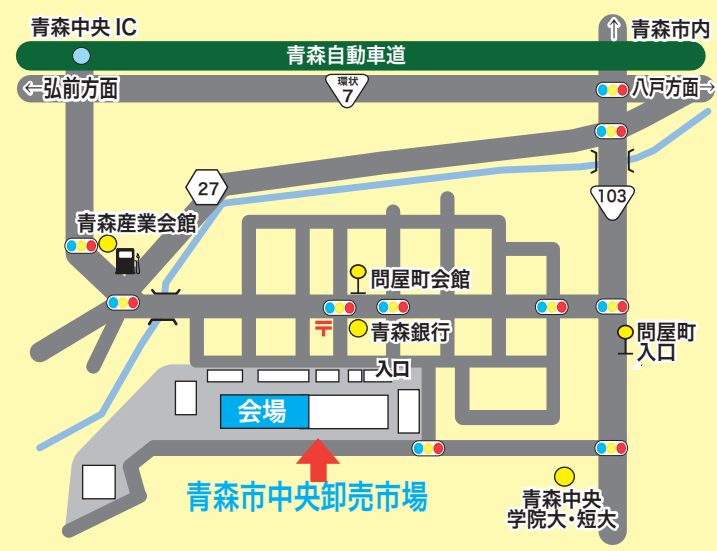 青森中央 IC
↑青森市内
青森自動車道
←弘前方面
環状
7
八戸方面→
27
103
青森産業会館
問屋町会館
〒
青森銀行
問屋町
入口
入口
会場
青森市中央卸売市場
青森中央
学院大・短大